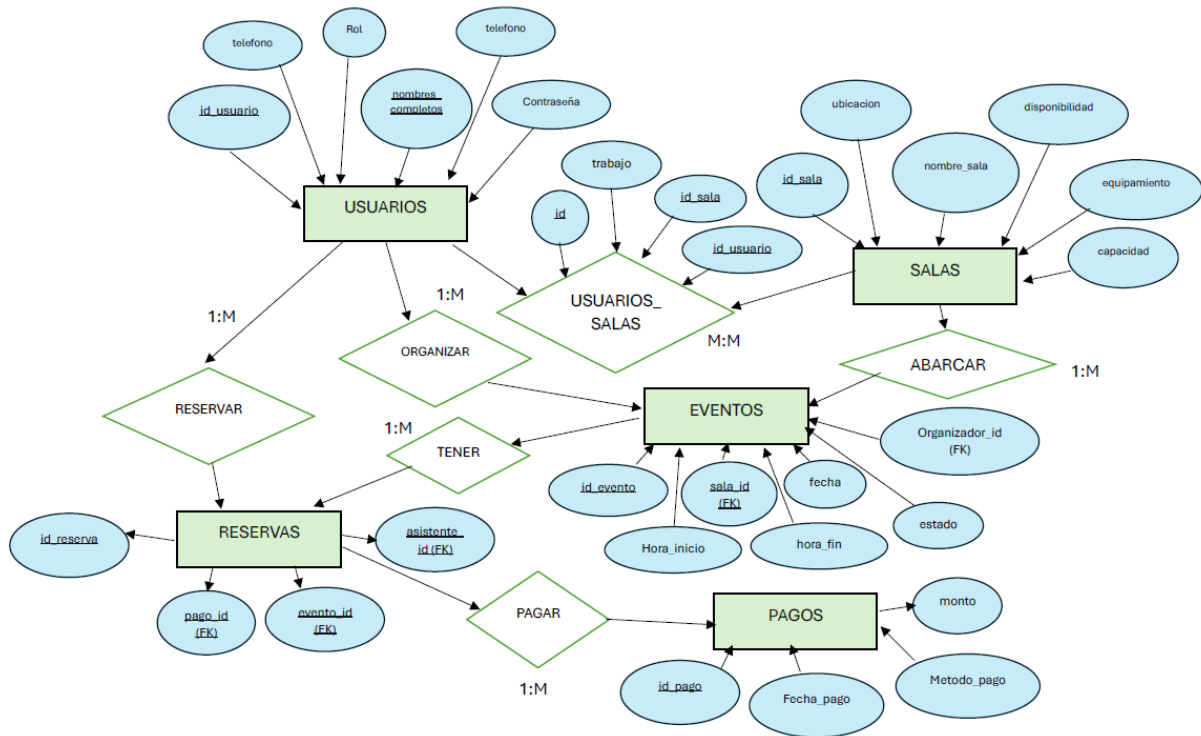 telefono
Rol
telefono
id_usuario
nombres_
completos
Contraseña
USUARIOS
trabajo
id
id_sala
id_usuario
USUARIOS_
SALAS
M:M
ubicacion
disponibilidad
id_sala
nombre_sala
equipamiento
capacidad
SALAS
1:M
1:M
ORGANIZAR
RESERVAR
ABARCAR
1:M
EVENTOS
1:M
TENER
Organizador_id
(FK)
id_evento
sala_id
(FK)
fecha
estado
Hora_inicio
hora_fin
RESERVAS
id_reserva
asistente_
id (FK)
pago_id
(FK)
evento_id
(FK)
PAGAR
1:M
PAGOS
monto
id_pago
Fecha_pago
Metodo_pago